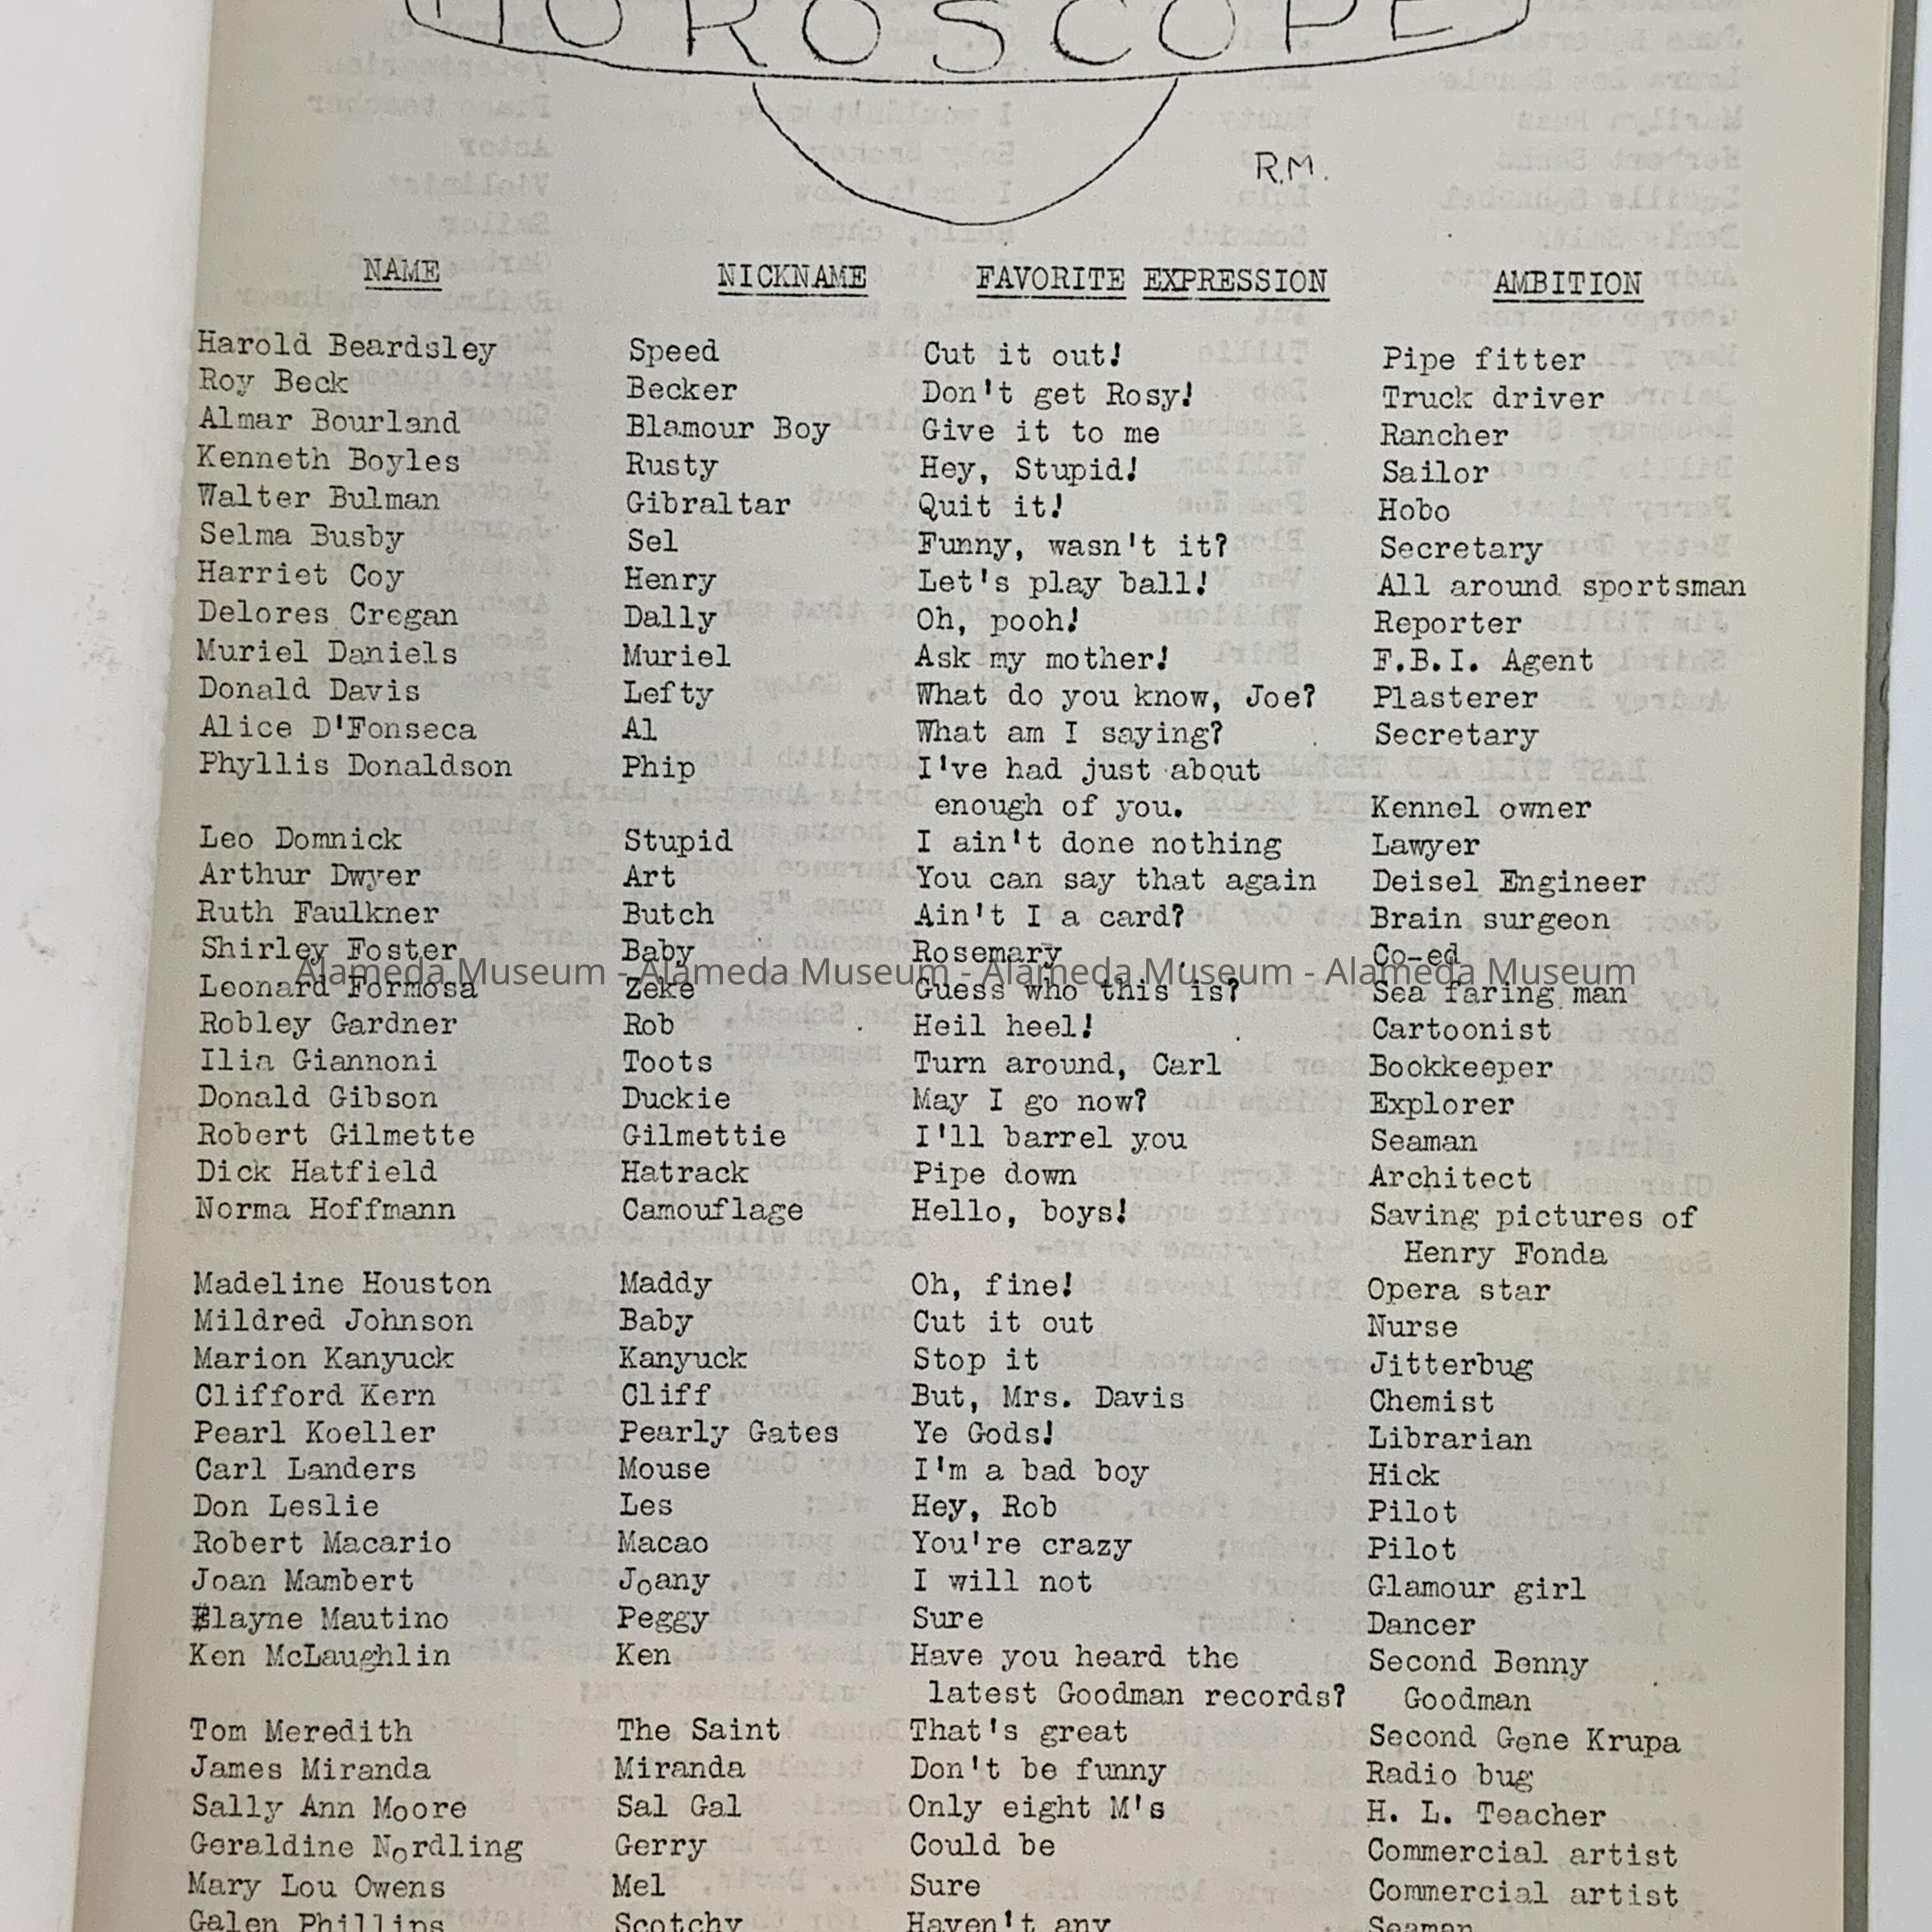 HOROSCOPE
R.M.
NAME NICKNAME FAVORITE EXPRESSION AMBITION
Harold Beardsley Speed Cut it out! Pipe fitter
Roy Beck Becker Don't get Rosy! Truck driver
Almar Bourland Blamour Boy Give it to me Rancher
Kenneth Boyles Rusty Hey, Stupid! Sailor
Walter Bulman Gibraltar Quit it! Hobo
Selma Busby Sel Funny, wasn't it? Secretary
Harriet Coy Henry Let's play ball! All around sportsman
Delores Cregan Dally Oh, pooh! Reporter
Muriel Daniels Muriel Ask my mother! F.B.I. Agent
Donald Davis Lefty What do you know, Joe? Plasterer
Alice D'Fonseca Al What am I saying? Secretary
Phyllis Donaldson Phip I've had just about
enough of you. Kennel owner
Leo Domnick Stupid I ain't done nothing Lawyer
Arthur Dwyer Art You can say that again Deisel Engineer
Ruth Faulkner Butch Ain't I a card? Brain surgeon
Shirley Foster Baby Rosemary Co-ed
Alameda Museum - Alameda Museum - Alameda Museum - Alameda Museum
Leonard Formosa Zeke Guess who this is? Sea faring man
Robley Gardner Rob Heil heel! Cartoonist
Ilia Giannoni Toots Turn around, Carl Bookkeeper
Donald Gibson Duckie May I go now? Explorer
Robert Gilmette Gilmettie I'll barrel you Seaman
Dick Hatfield Hatrack Pipe down Architect
Norma Hoffmann Camouflage Hello, boys! Saving pictures of
Henry Fonda
Madeline Houston Maddy Oh, fine! Opera star
Mildred Johnson Baby Cut it out Nurse
Marion Kanyuck Kanyuck Stop it Jitterbug
Clifford Kern Cliff But, Mrs. Davis Chemist
Pearl Koeller Pearly Gates Ye Gods! Librarian
Carl Landers Mouse I'm a bad boy Hick
Don Leslie Les Hey, Rob Pilot
Robert Macario Macao You're crazy Pilot
Joan Mambert Joany I will not Glamour girl
Elayne Mautino Peggy Sure Dancer
Ken McLaughlin Ken Have you heard the Second Benny
latest Goodman records? Goodman
Tom Meredith The Saint That's great Second Gene Krupa
James Miranda Miranda Don't be funny Radio bug
Sally Ann Moore Sal Gal Only eight M's H. L. Teacher
Geraldine Nordling Gerry Could be Commercial artist
Mary Lou Owens Mel Sure Commercial artist
Galen Phillips Scotchy Haven't any Seaman